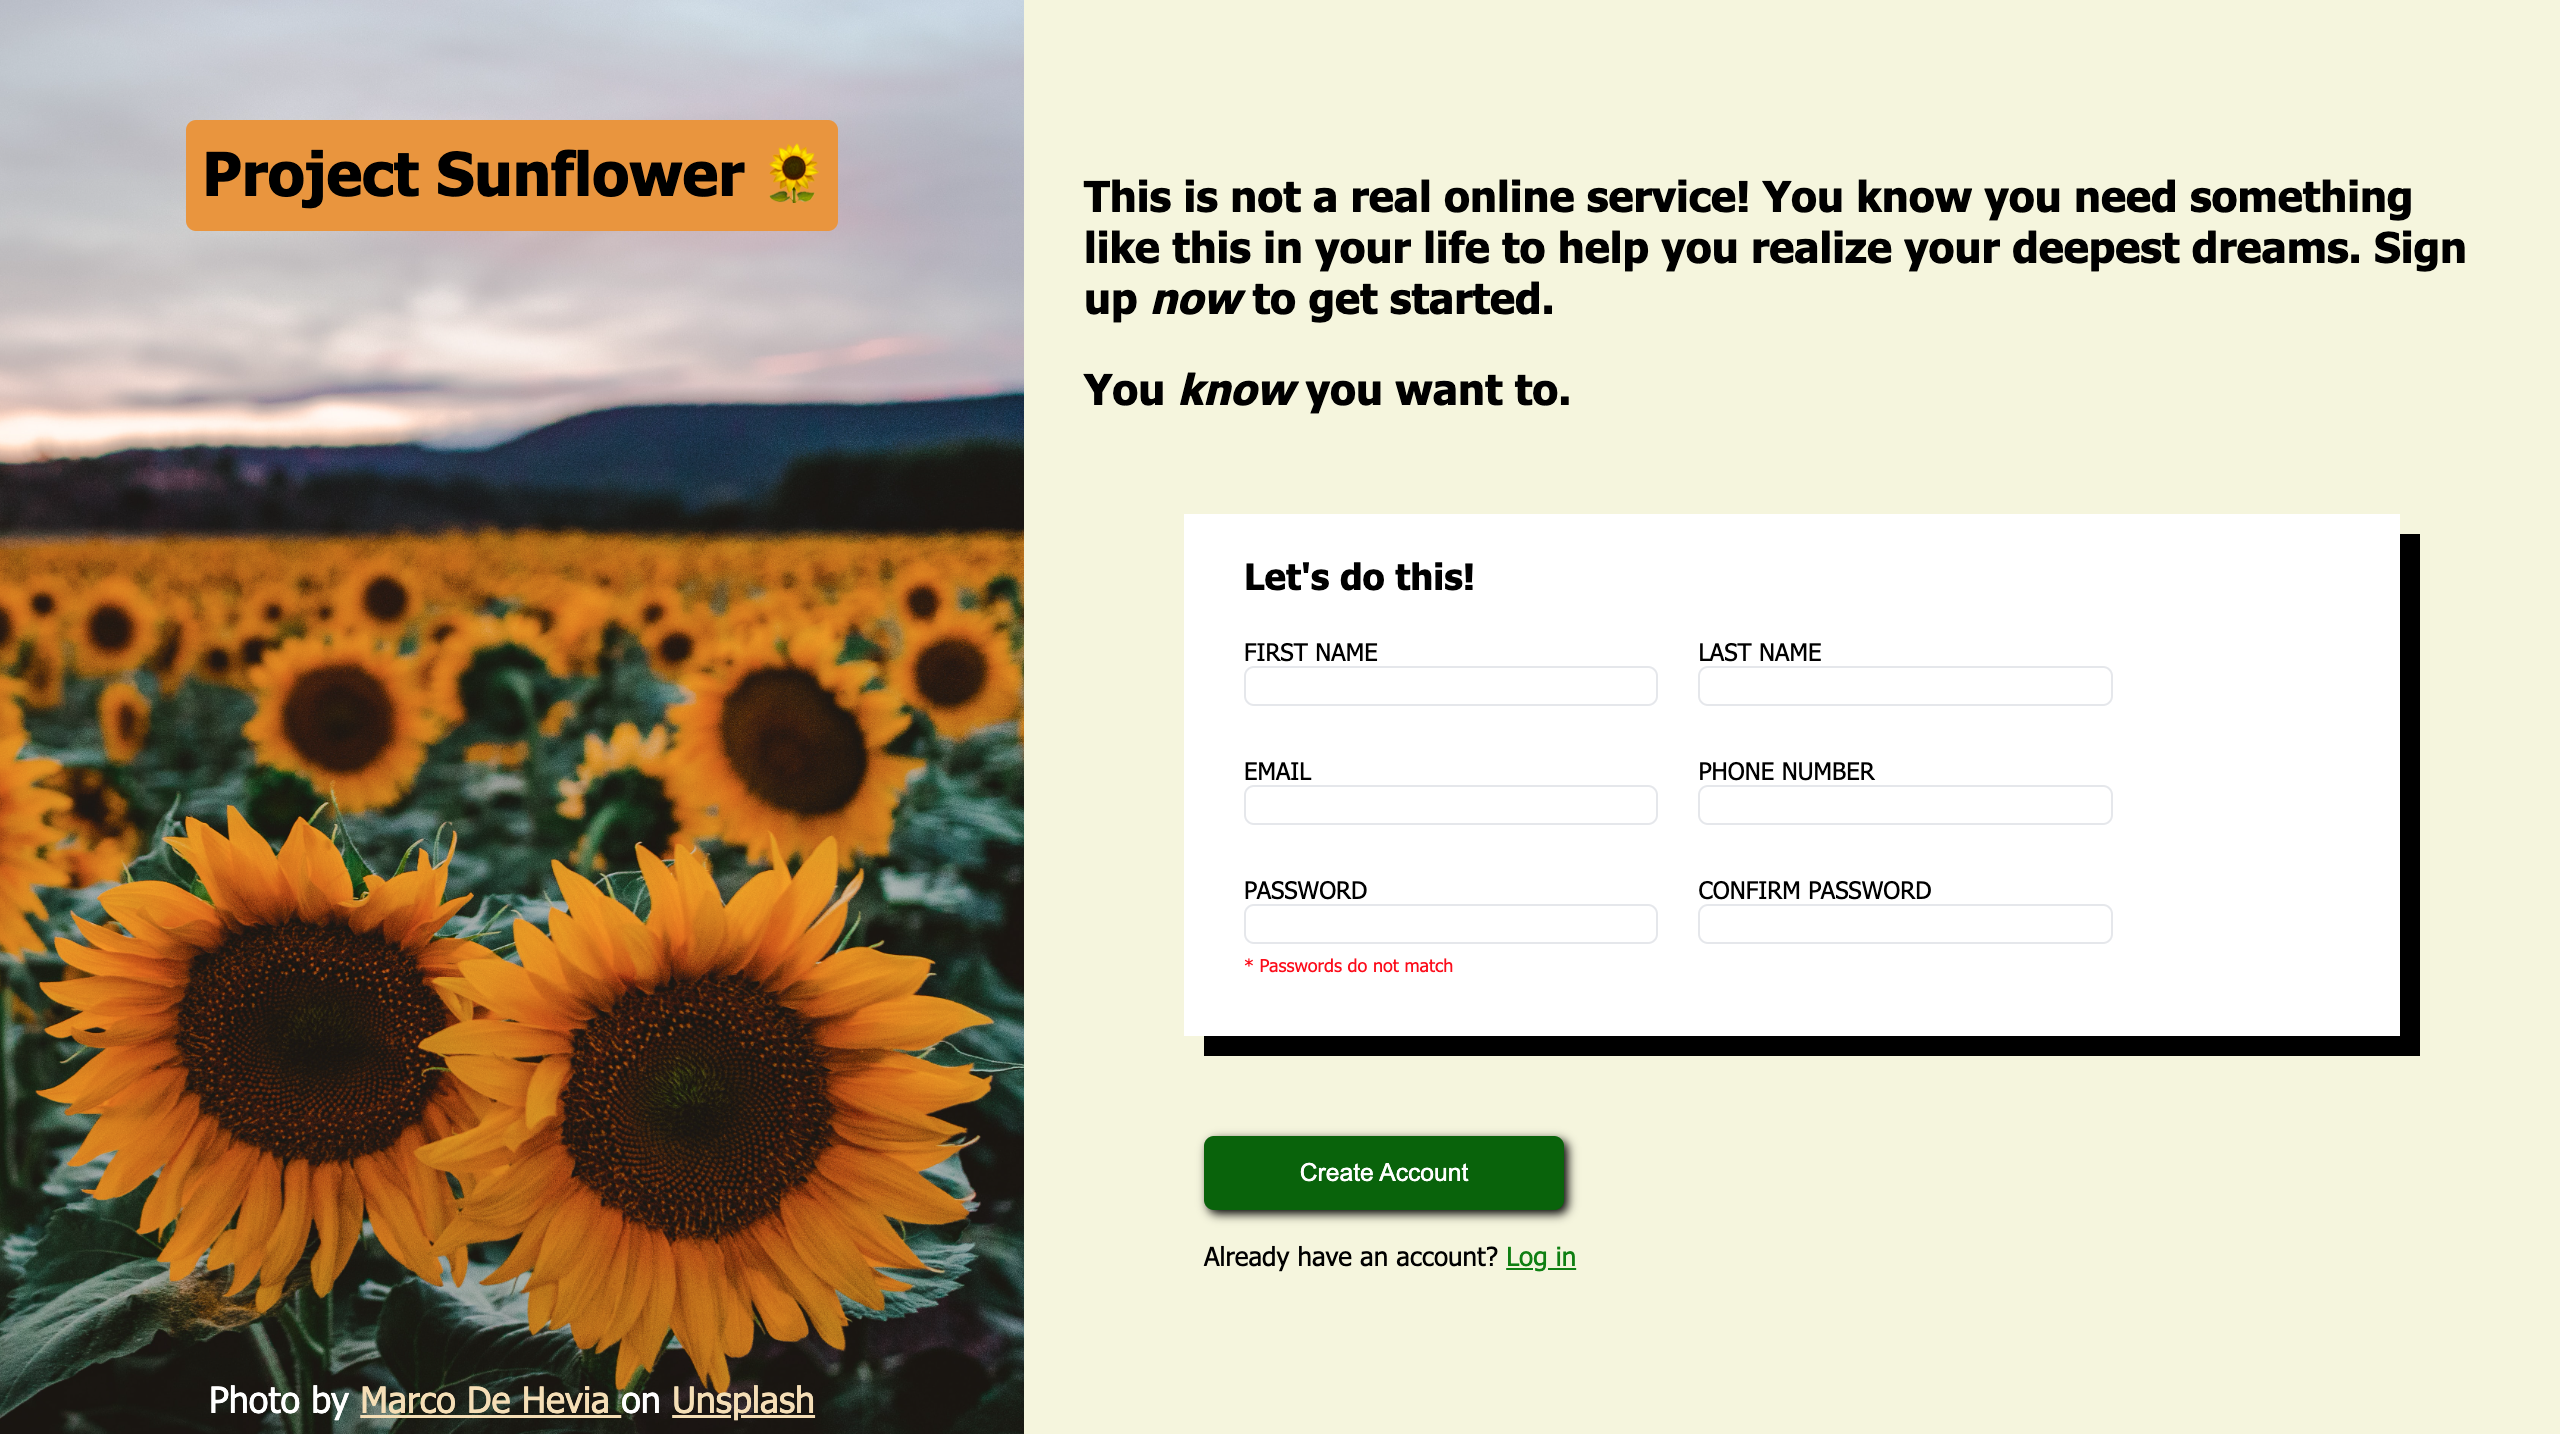 Project Sunflower 🌻
This is not a real online service! You know you need something
like this in your life to help you realize your deepest dreams. Sign
up now to get started.
You know you want to.
Let's do this!
FIRST NAME
LAST NAME
EMAIL
PHONE NUMBER
PASSWORD
CONFIRM PASSWORD
* Passwords do not match
Create Account
Already have an account? Log in
Photo by Marco De Hevia on Unsplash